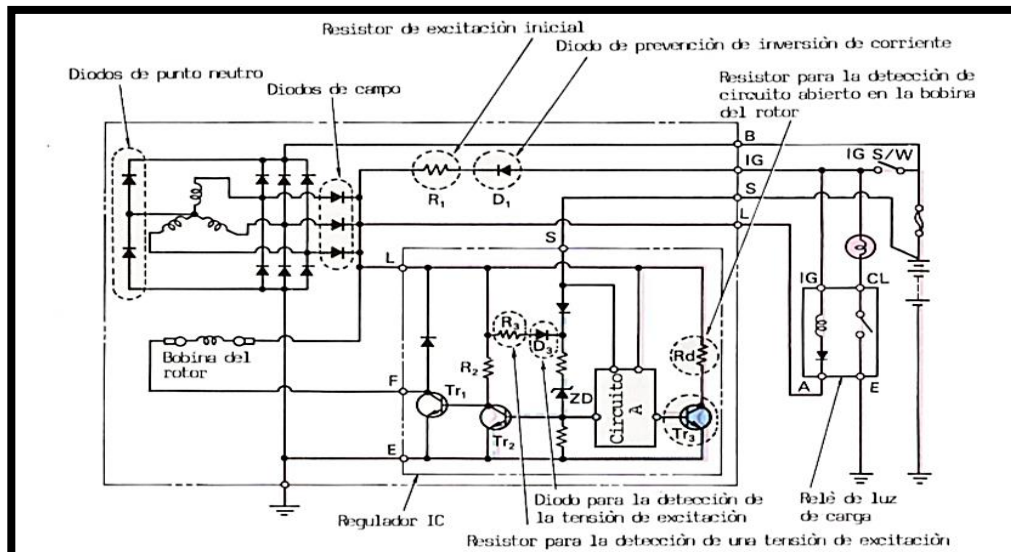 Resistor de excitación inicial
Diodo de prevención de inversión de corriente
Diodos de punto neutro
Diodos de campo
Resistor para la detección de
circuito abierto en la bobina
del rotor
B
IG
IG S/W
S
L
R₁
D₁
S
L
IG
CL
R₃
D₃
Rd
Bobina del
rotor
R₂
F
Tr₁
ZD
Circuito
A
A
E
Tr₂
Tr₃
E
Regulador IC
Diodo para la detección de
la tensión de excitación
Relè de luz
de carga
Resistor para la detección de una tensión de excitación